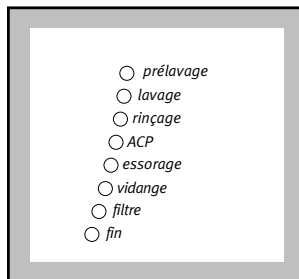 prélavage
lavage
rinçage
ACP
essorage
vidange
filtre
fin